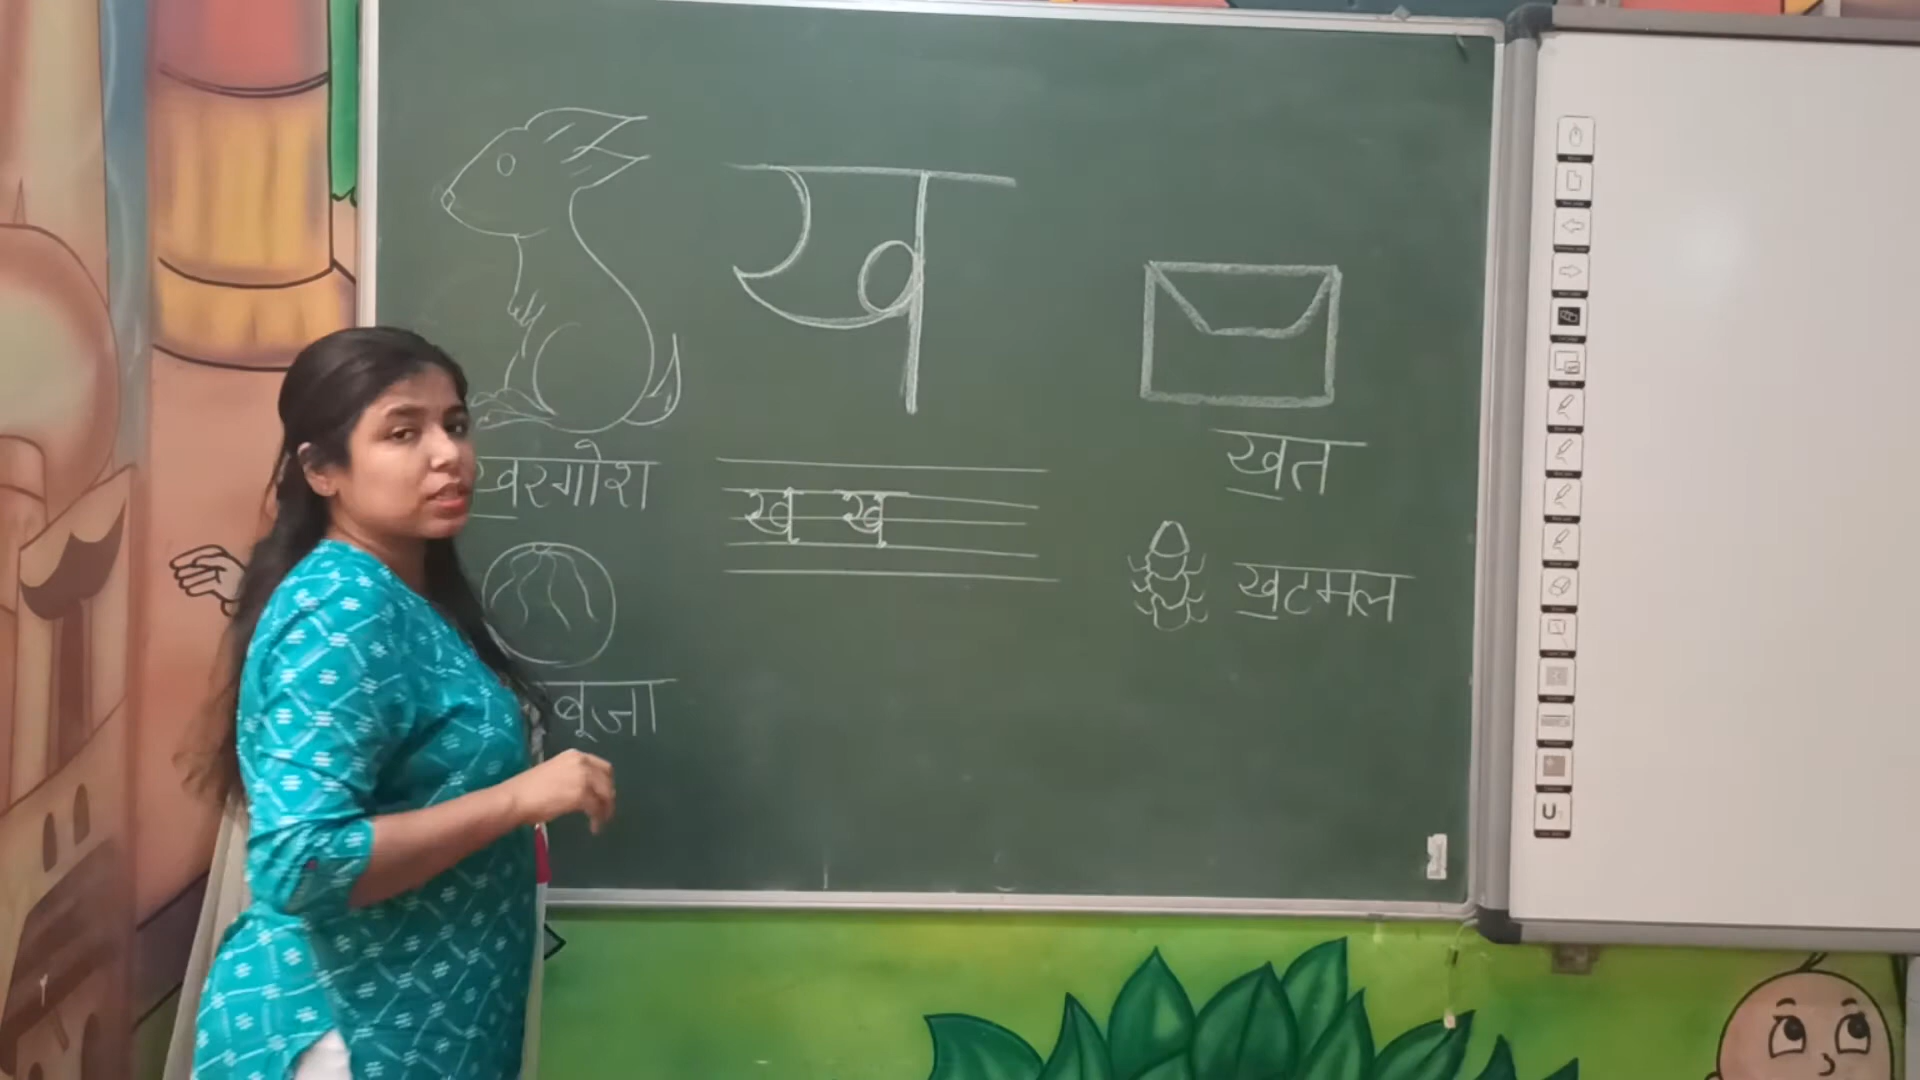 ख
खरगोश
ख ख
बूजा
खत
खटमल